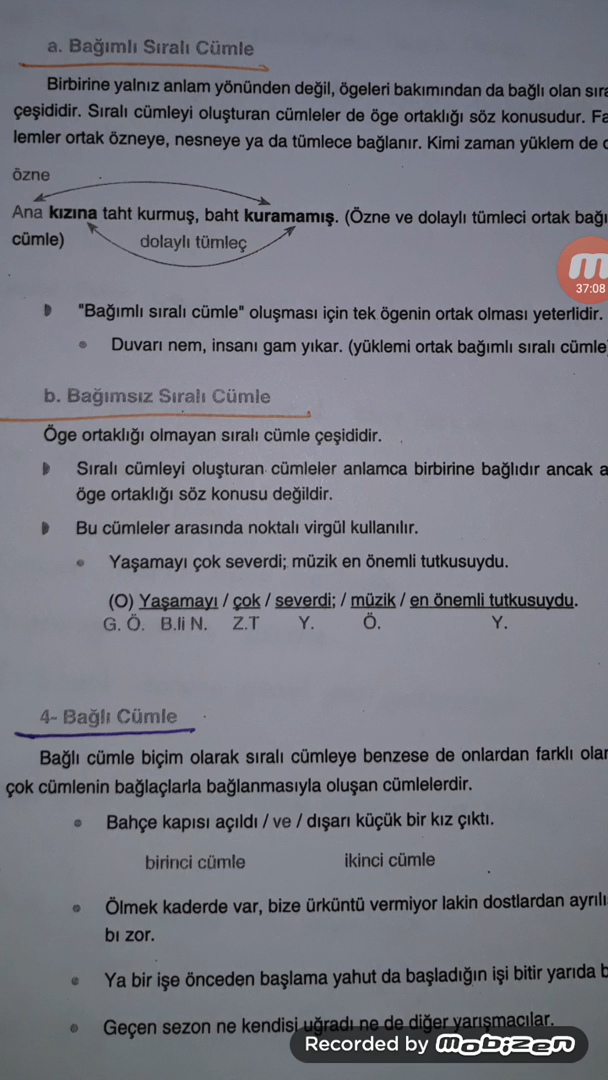 a. Bağımlı Sıralı Cümle
Birbirine yalnız anlam yönünden değil, ögeleri bakımından da bağlı olan sıra
çeşididir. Sıralı cümleyi oluşturan cümleler de öge ortaklığı söz konusudur. Fa
lemler ortak özneye, nesneye ya da tümlece bağlanır. Kimi zaman yüklem de o
özne
Ana kızına taht kurmuş, baht kuramamış. (Özne ve dolaylı tümleci ortak bağı
cümle)
dolaylı tümleç
37:08
"Bağımlı sıralı cümle" oluşması için tek ögenin ortak olması yeterlidir.
Duvarı nem, insanı gam yıkar. (yüklemi ortak bağımlı sıralı cümle)
b. Bağımsız Sıralı Cümle
Öge ortaklığı olmayan sıralı cümle çeşididir.
Sıralı cümleyi oluşturan cümleler anlamca birbirine bağlıdır ancak a
öge ortaklığı söz konusu değildir.
Bu cümleler arasında noktalı virgül kullanılır.
Yaşamayı çok severdi; müzik en önemli tutkusuydu.
(O) Yaşamayı / çok / severdi; / müzik / en önemli tutkusuydu.
G. Ö. B.li N. Z.T Y. Ö. Y.
4- Bağlı Cümle
Bağlı cümle biçim olarak sıralı cümleye benzese de onlardan farklı olar
çok cümlenin bağlaçlarla bağlanmasıyla oluşan cümlelerdir.
Bahçe kapısı açıldı / ve / dışarı küçük bir kız çıktı.
birinci cümle ikinci cümle
Ölmek kaderde var, bize ürküntü vermiyor lakin dostlardan ayrılı
bı zor.
Ya bir işe önceden başlama yahut da başladığın işi bitir yarıda b
Geçen sezon ne kendisi uğradı ne de diğer yarışmacılar.
Recorded by mobizen